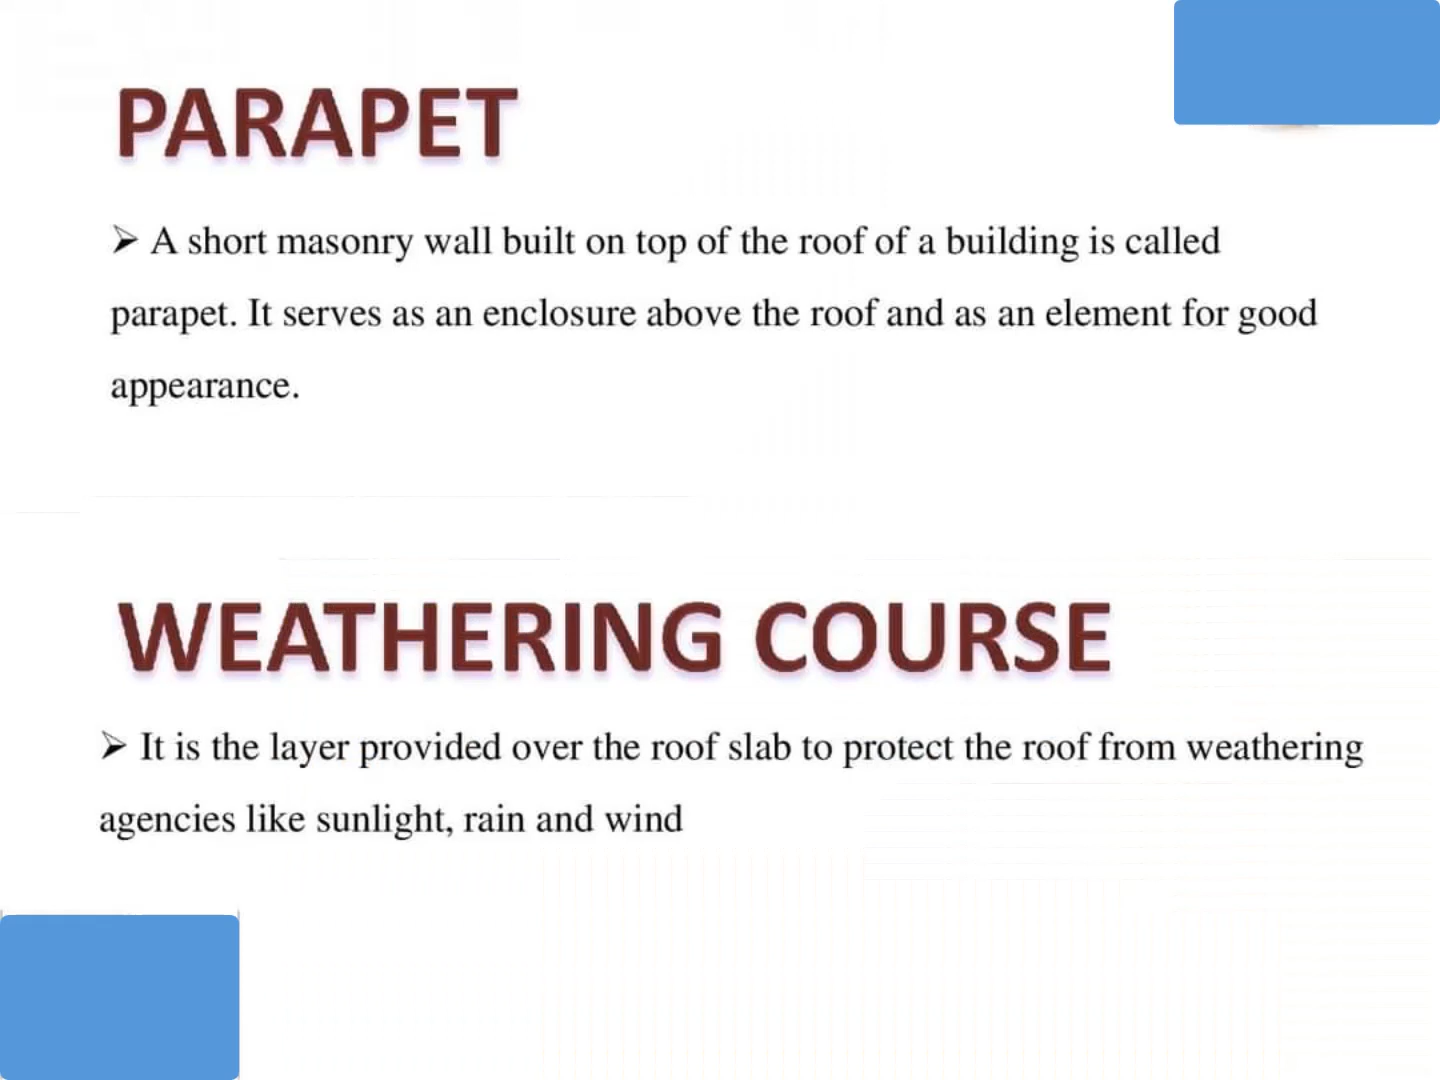 PARAPET
➢ A short masonry wall built on top of the roof of a building is called
parapet. It serves as an enclosure above the roof and as an element for good
appearance.
WEATHERING COURSE
➢ It is the layer provided over the roof slab to protect the roof from weathering
agencies like sunlight, rain and wind